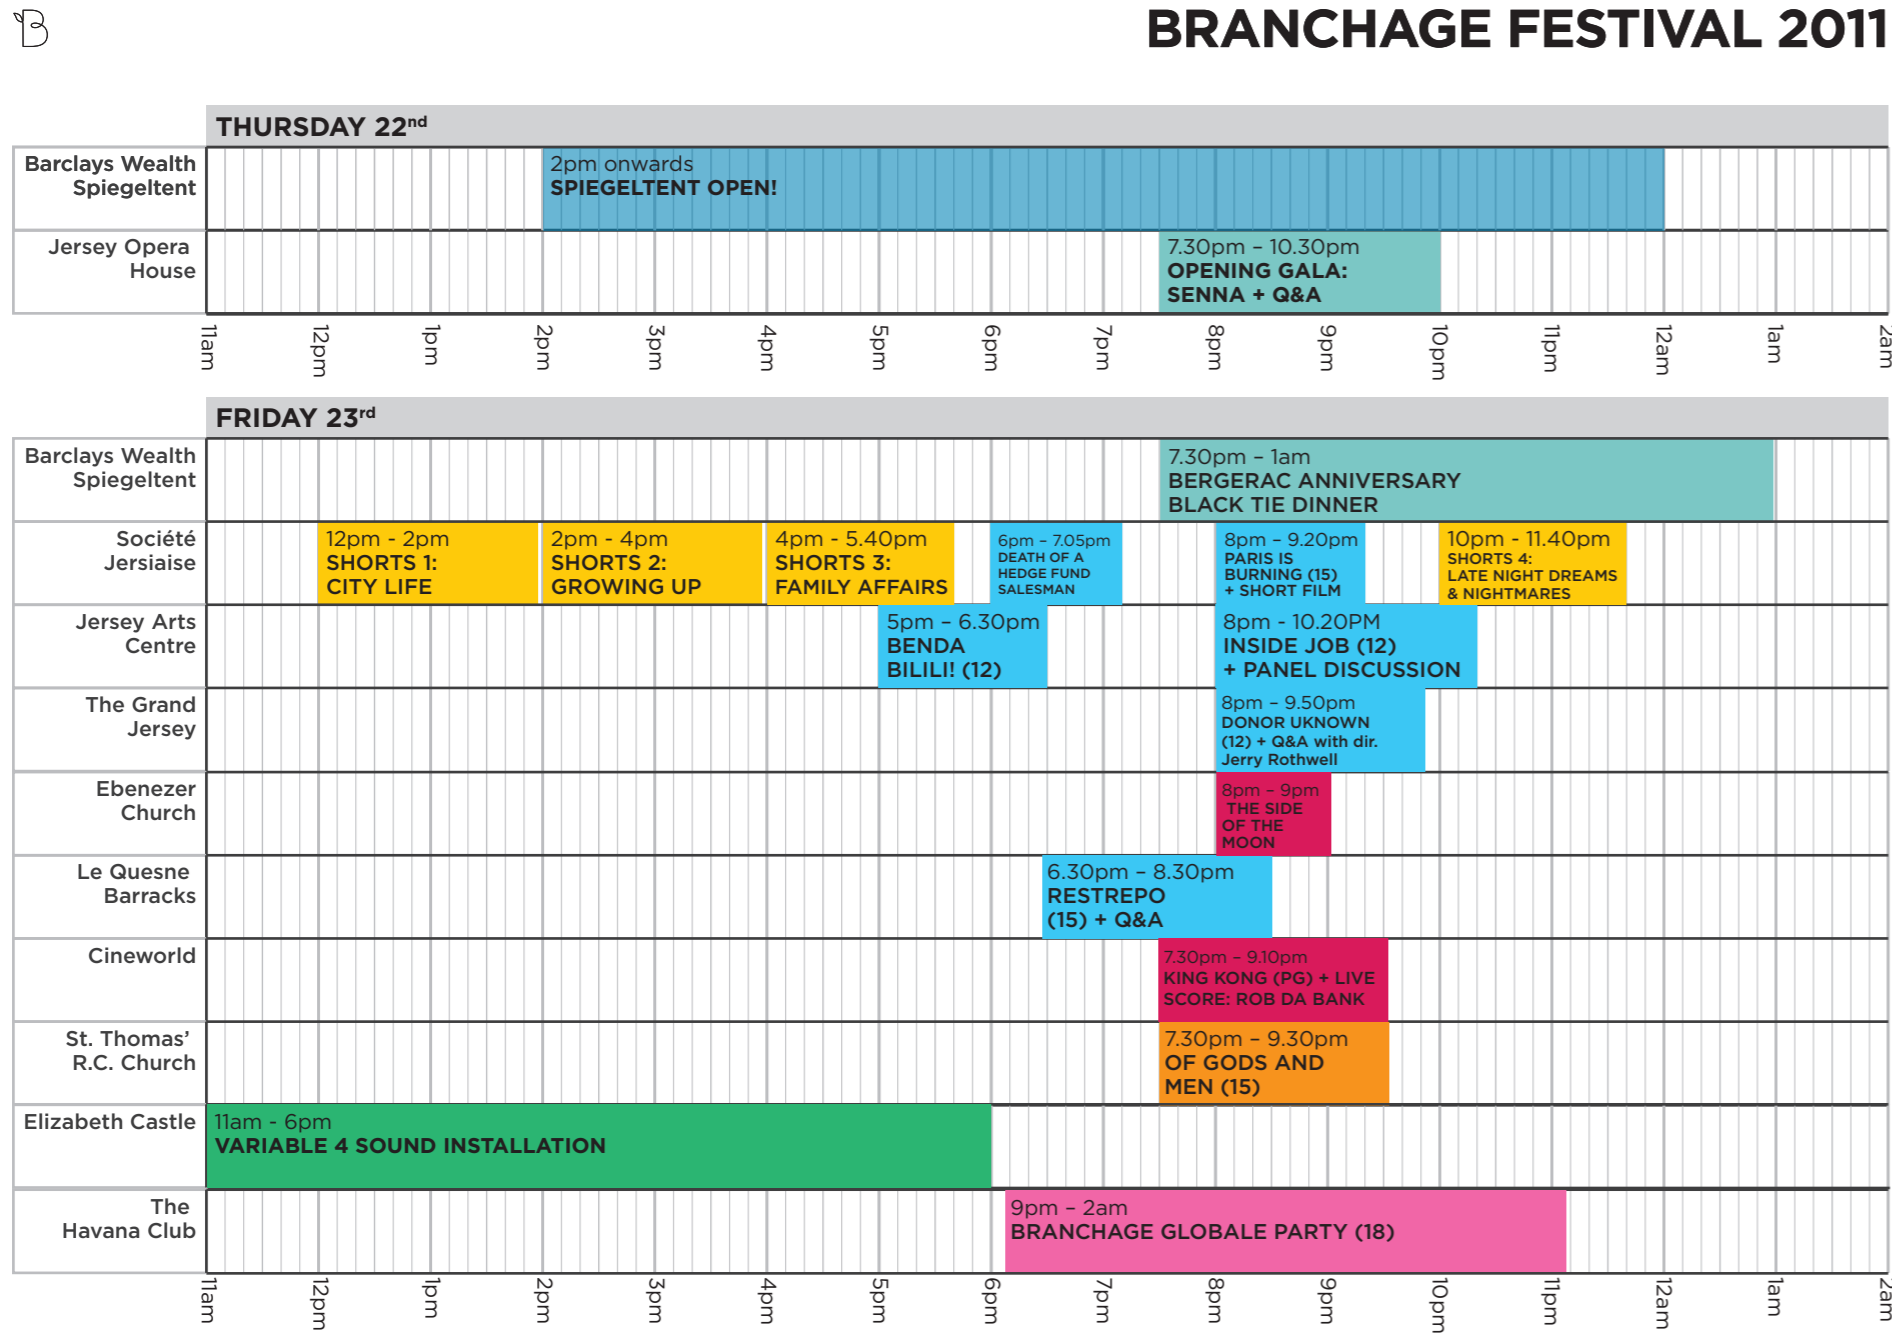 B
BRANCHAGE FESTIVAL 2011
THURSDAY 22nd
Barclays Wealth
Spiegeltent
2pm onwards
SPIEGELTENT OPEN!
Jersey Opera
House
7.30pm – 10.30pm
OPENING GALA:
SENNA + Q&A
11am 12pm 1pm 2pm 3pm 4pm 5pm 6pm 7pm 8pm 9pm 10pm 11pm 12am 1am 2am
FRIDAY 23rd
Barclays Wealth
Spiegeltent
7.30pm – 1am
BERGERAC ANNIVERSARY
BLACK TIE DINNER
Société
Jersiaise
12pm - 2pm
SHORTS 1:
CITY LIFE
2pm - 4pm
SHORTS 2:
GROWING UP
4pm - 5.40pm
SHORTS 3:
FAMILY AFFAIRS
6pm – 7.05pm
DEATH OF A
HEDGE FUND
SALESMAN
8pm – 9.20pm
PARIS IS
BURNING (15)
+ SHORT FILM
10pm - 11.40pm
SHORTS 4:
LATE NIGHT DREAMS
& NIGHTMARES
Jersey Arts
Centre
5pm – 6.30pm
BENDA
BILILI! (12)
8pm - 10.20PM
INSIDE JOB (12)
+ PANEL DISCUSSION
The Grand
Jersey
8pm – 9.50pm
DONOR UKNOWN
(12) + Q&A with dir.
Jerry Rothwell
Ebenezer
Church
8pm – 9pm
THE SIDE
OF THE
MOON
Le Quesne
Barracks
6.30pm – 8.30pm
RESTREPO
(15) + Q&A
Cineworld
7.30pm – 9.10pm
KING KONG (PG) + LIVE
SCORE: ROB DA BANK
St. Thomas’
R.C. Church
7.30pm – 9.30pm
OF GODS AND
MEN (15)
Elizabeth Castle
11am - 6pm
VARIABLE 4 SOUND INSTALLATION
The
Havana Club
9pm – 2am
BRANCHAGE GLOBALE PARTY (18)
11am 12pm 1pm 2pm 3pm 4pm 5pm 6pm 7pm 8pm 9pm 10pm 11pm 12am 1am 2am